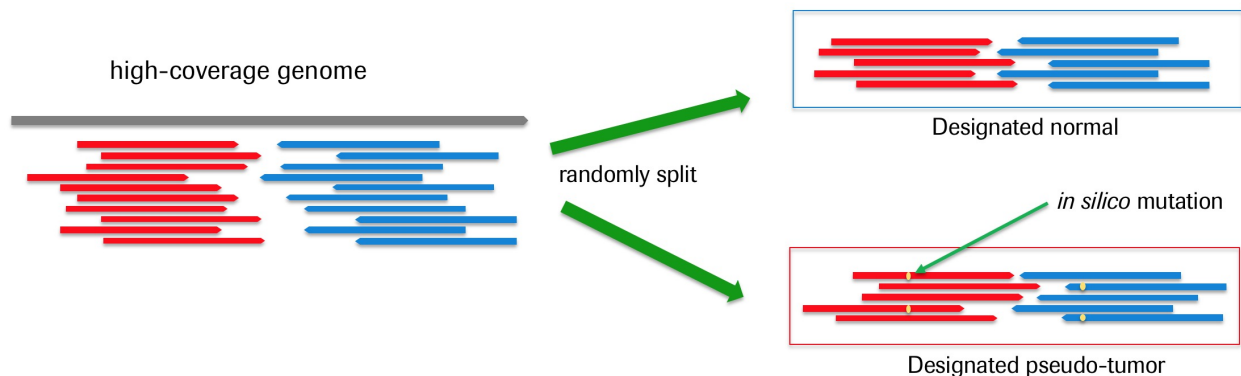 high-coverage genome
Designated normal
randomly split
in silico mutation
Designated pseudo-tumor